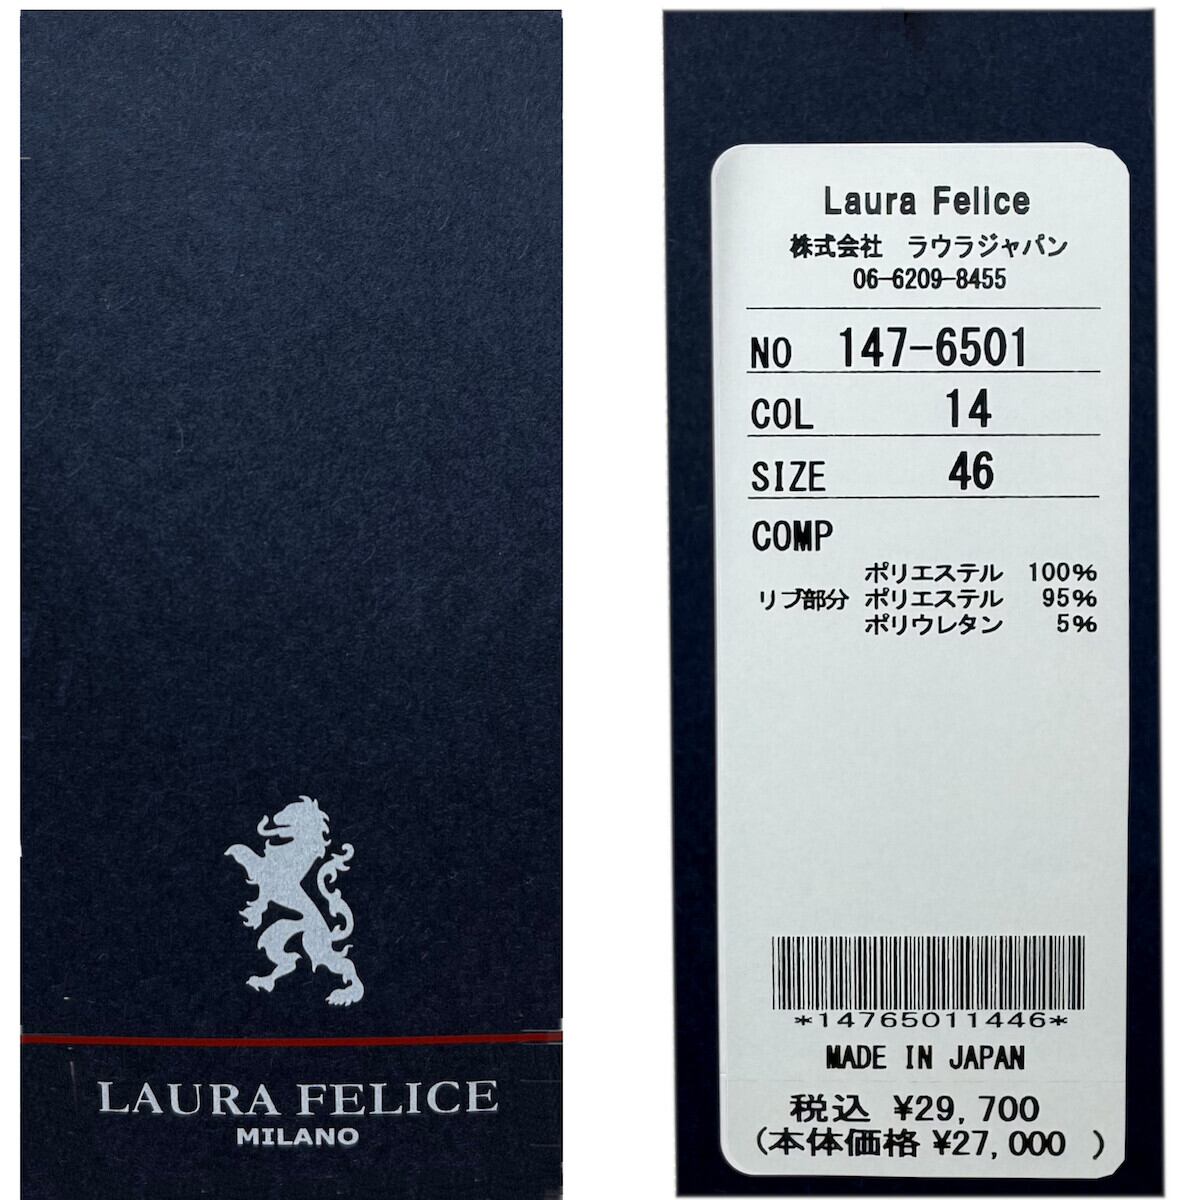 LAURA FELICE
MILANO
Laura Felice
株式会社 ラウラジャパン
06-6209-8455
NO 147-6501
COL 14
SIZE 46
COMP
ポリエステル 100%
リブ部分 ポリエステル 95%
ポリウレタン 5%
*14765011446*
MADE IN JAPAN
税込 ¥29,700
(本体価格 ¥27,000 )